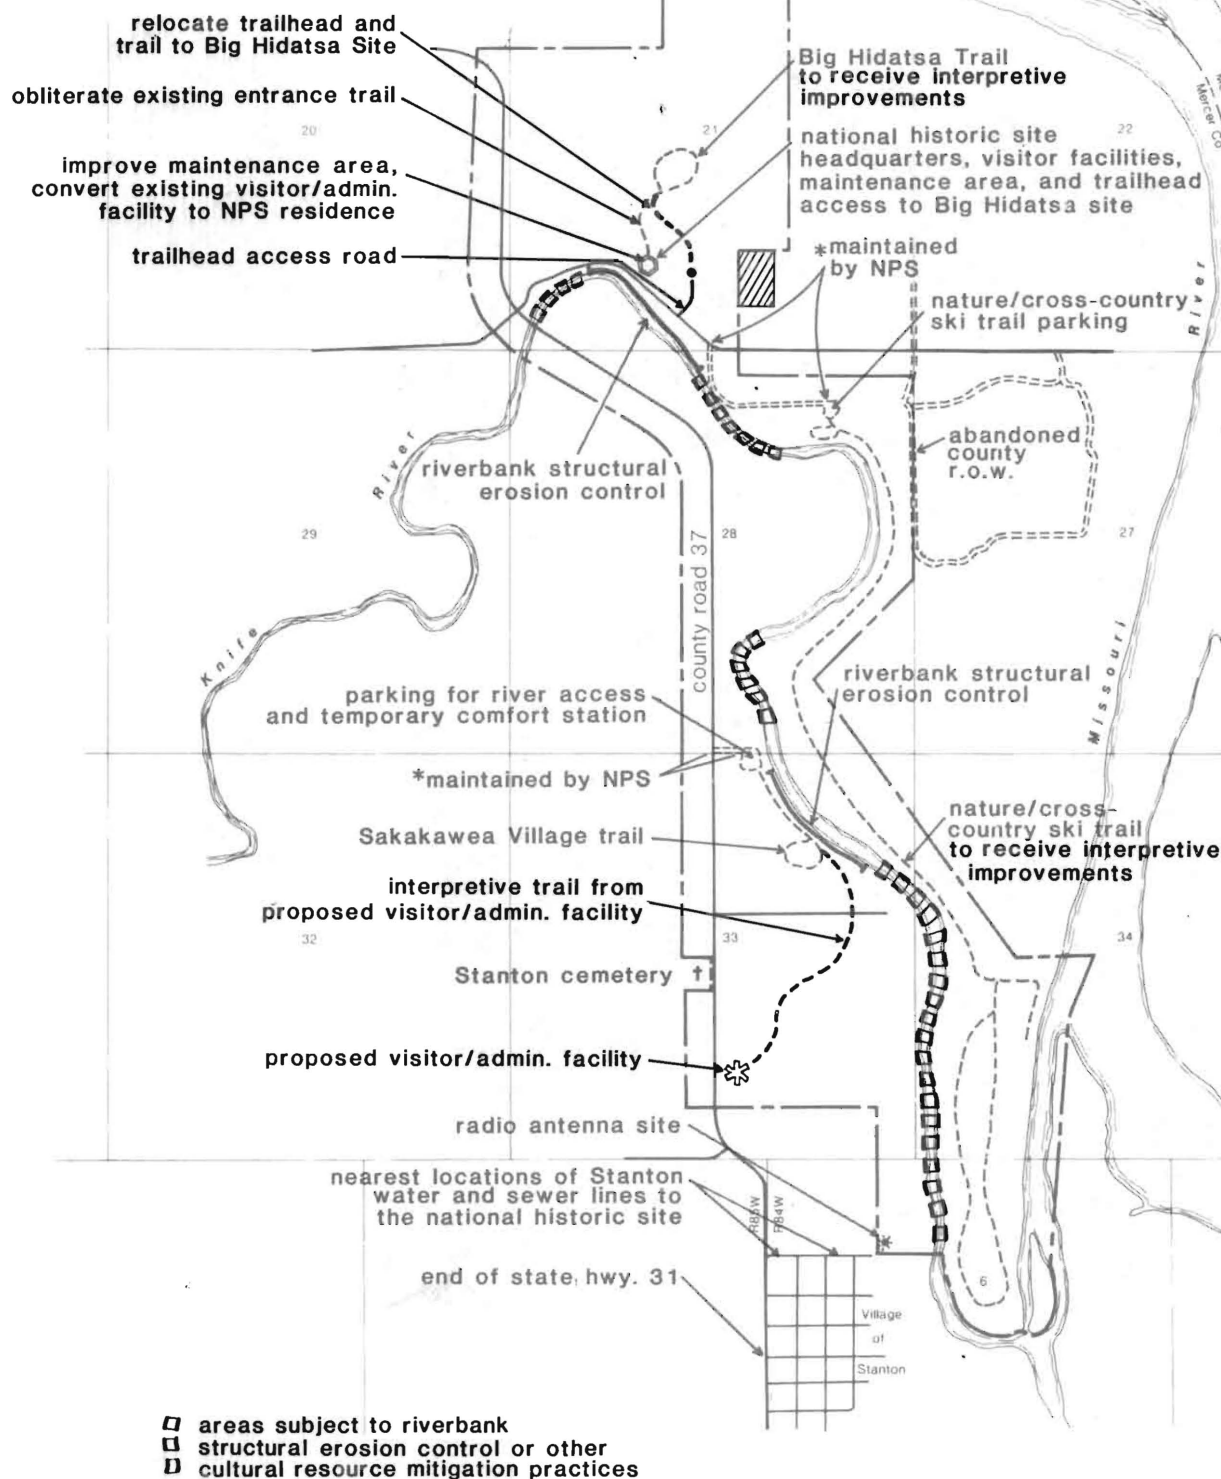 relocate trailhead and
trail to Big Hidatsa Site
obliterate existing entrance trail
improve maintenance area,
convert existing visitor/admin.
facility to NPS residence
trailhead access road
Big Hidatsa Trail
to receive interpretive
improvements
national historic site
headquarters, visitor facilities,
maintenance area, and trailhead
access to Big Hidatsa site
20
21
22
Mercer Co
*maintained
by NPS
nature/cross-country
ski trail parking
River
abandoned
county
r.o.w.
River
riverbank structural
erosion control
29
28
27
county road 37
Knife
Missouri
riverbank structural
erosion control
parking for river access
and temporary comfort station
*maintained by NPS
Sakakawea Village trail
nature/cross-
country ski trail
to receive interpretive
improvements
interpretive trail from
proposed visitor/admin. facility
32
33
34
Stanton cemetery
proposed visitor/admin. facility
radio antenna site
nearest locations of Stanton
water and sewer lines to
the national historic site
R85W
R84W
end of state hwy. 31
6
Village
of
Stanton
areas subject to riverbank
structural erosion control or other
cultural resource mitigation practices